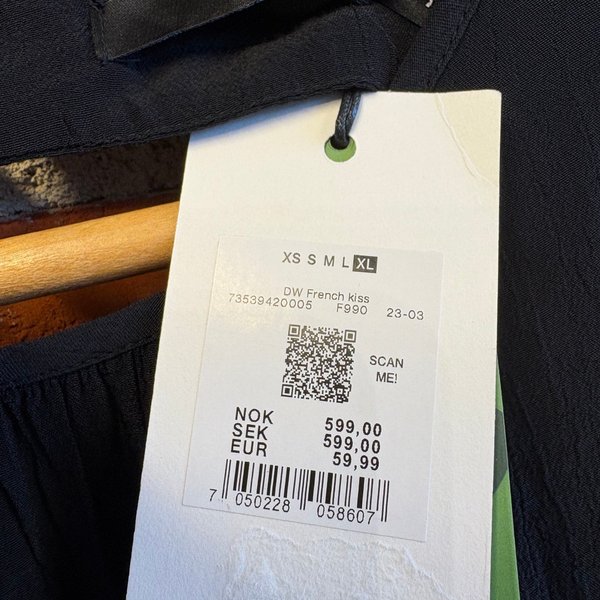 XS S M L XL
DW French kiss
73539420005 F990 23-03
SCAN
ME!
NOK 599,00
SEK 599,00
EUR 59,99
7 050228 058607